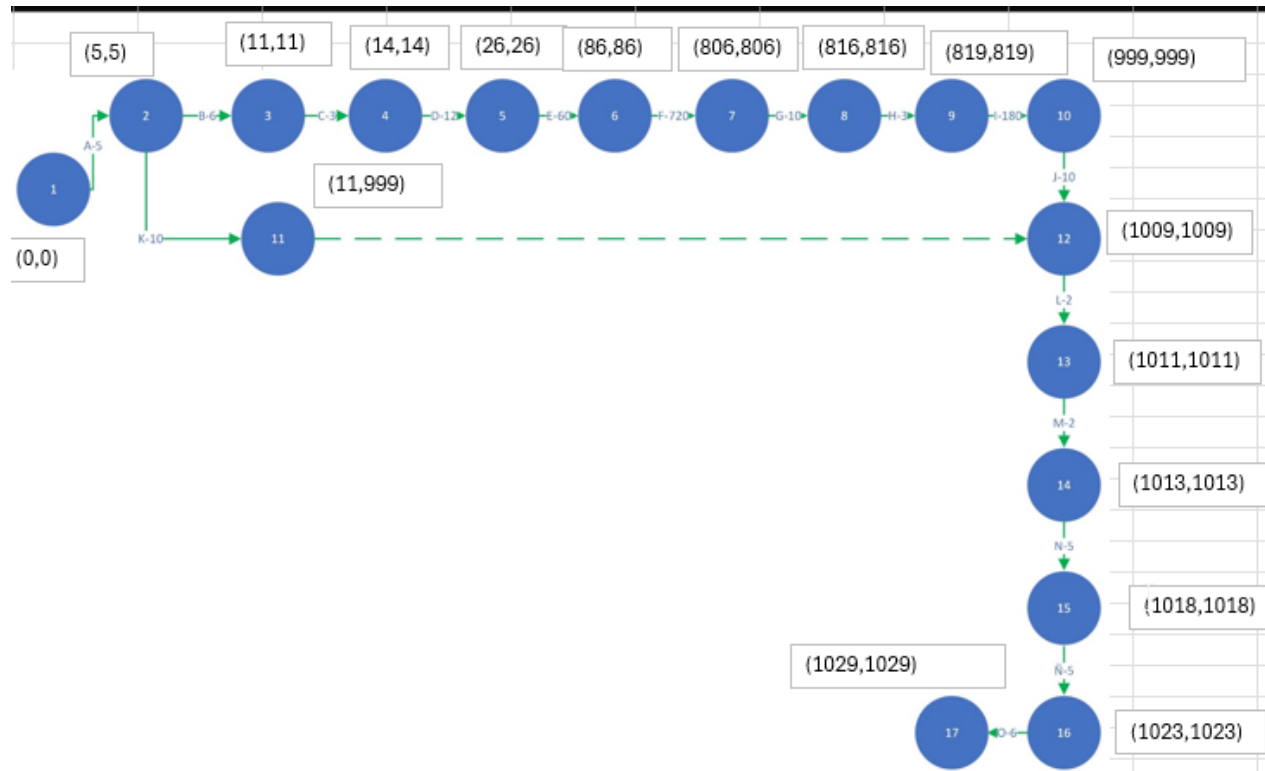 (5,5)
(11,11)
(14,14)
(26,26)
(86,86)
(806,806)
(816,816)
(819,819)
(999,999)
2
B-6
3
C-3
4
D-12
5
E-60
6
F-720
7
G-10
8
H-3
9
I-180
10
A-5
1
(11,999)
J-10
(0,0)
K-10
11
12
(1009,1009)
L-2
13
(1011,1011)
M-2
14
(1013,1013)
N-5
15
(1018,1018)
(1029,1029)
Ñ-5
17
O-6
16
(1023,1023)